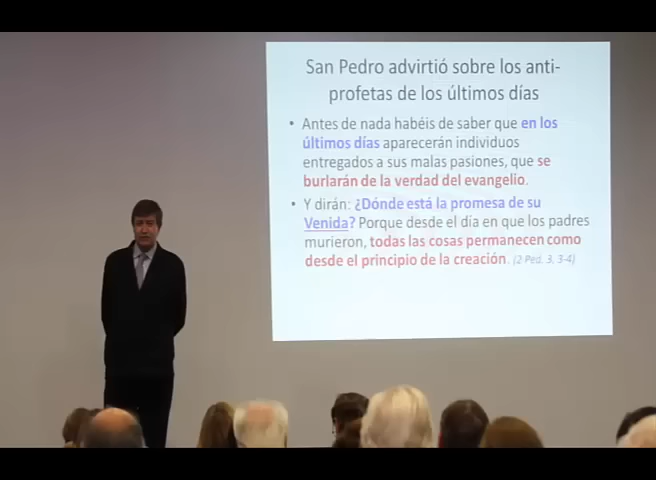 San Pedro advirtió sobre los anti-
profetas de los últimos días
• Antes de nada habéis de saber que en los
últimos días aparecerán individuos
entregados a sus malas pasiones, que se
burlarán de la verdad del evangelio.
• Y dirán: ¿Dónde está la promesa de su
Venida? Porque desde el día en que los padres
murieron, todas las cosas permanecen como
desde el principio de la creación. (2 Ped. 3, 3-4)